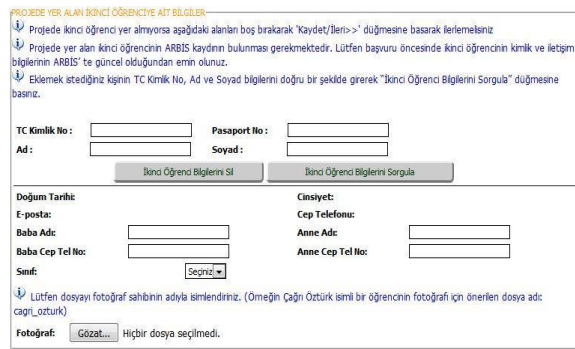 PROJEDE YER ALAN İKİNCİ ÖĞRENCİYE AİT BİLGİLER
Projede ikinci öğrenci yer almıyorsa aşağıdaki alanları boş bırakarak 'Kaydet/İleri>>' düğmesine basarak ilerlemelisiniz
Projede yer alan ikinci öğrencinin ARBİS kaydının bulunması gerekmektedir. Lütfen başvuru öncesinde ikinci öğrencinin kimlik ve iletişim
bilgilerinin ARBİS' te güncel olduğundan emin olunuz.
Eklemek istediğiniz kişinin TC Kimlik No, Ad ve Soyad bilgilerini doğru bir şekilde girerek "İkinci Öğrenci Bilgilerini Sorgula" düğmesine
basınız.
TC Kimlik No : Pasaport No :
Ad : Soyad :
İkinci Öğrenci Bilgilerini Sil İkinci Öğrenci Bilgilerini Sorgula
Doğum Tarihi: Cinsiyet:
E-posta: Cep Telefonu:
Baba Adı: Anne Adı:
Baba Cep Tel No: Anne Cep Tel No:
Sınıf: Seçiniz
Lütfen dosyayı fotoğraf sahibinin adıyla isimlendiriniz. (Örneğin Çağrı Öztürk isimli bir öğrencinin fotoğrafı için önerilen dosya adı:
cagri_ozturk)
Fotoğraf: Gözat... Hiçbir dosya seçilmedi.